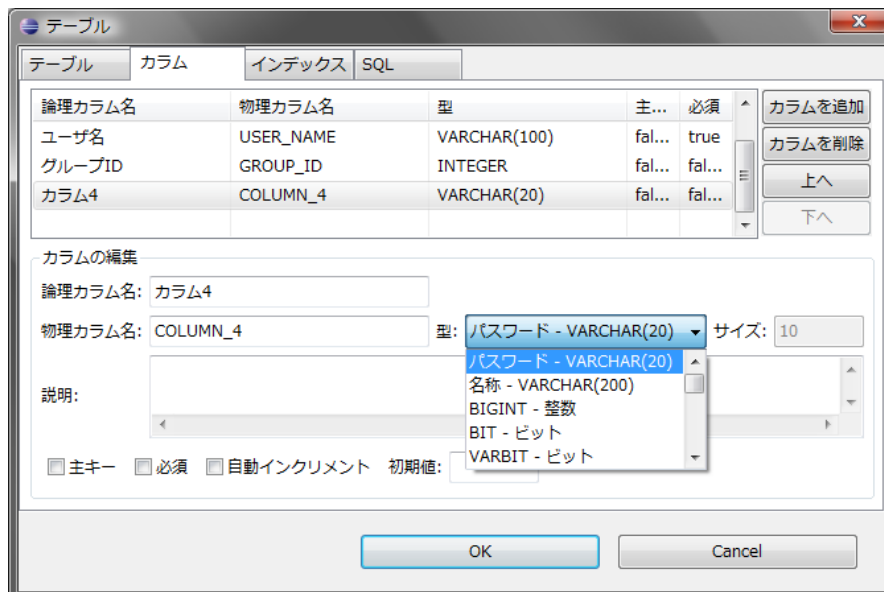 テーブル
テーブル カラム インデックス SQL
論理カラム名 物理カラム名 型 主... 必須 カラムを追加
ユーザ名 USER_NAME VARCHAR(100) fal... true カラムを削除
グループID GROUP_ID INTEGER fal... fal... 上へ
カラム4 COLUMN_4 VARCHAR(20) fal... fal... 下へ
カラムの編集
論理カラム名: カラム4
物理カラム名: COLUMN_4 型: パスワード - VARCHAR(20) サイズ: 10
パスワード - VARCHAR(20)
名称 - VARCHAR(200)
説明: BIGINT - 整数
BIT - ビット
VARBIT - ビット
主キー 必須 自動インクリメント 初期値:
OK Cancel